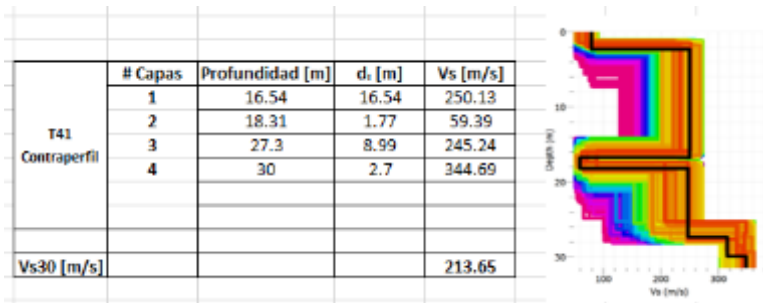 # Capas Profundidad [m] dᵢ [m] Vs [m/s]
T41 Contraperfil
1 16.54 16.54 250.13
2 18.31 1.77 59.39
3 27.3 8.99 245.24
4 30 2.7 344.69
Vs30 [m/s] 213.65
0
10
20
30
Depth (m)
100 200 300
Vs (m/s)